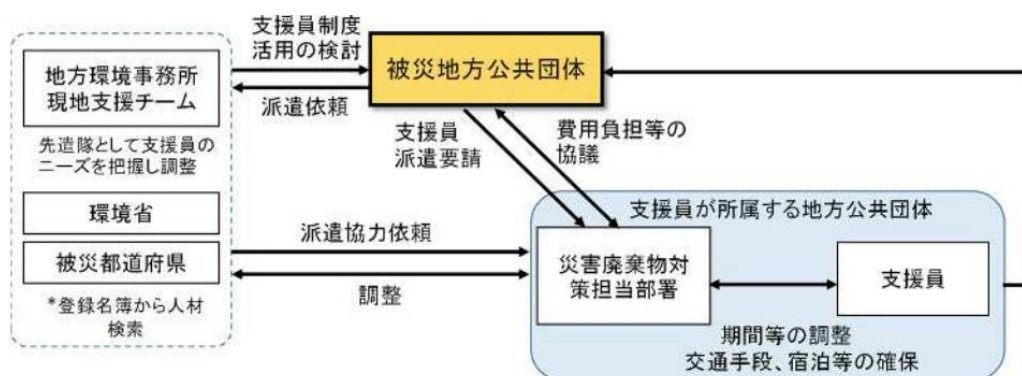 支援員制度
活用の検討
被災地方公共団体
地方環境事務所
現地支援チーム
派遣依頼
先遣隊として支援員の
ニーズを把握し調整
支援員
派遣要請
費用負担等の
協議
環境省
被災都道府県
*登録名簿から人材
検索
派遣協力依頼
調整
支援員が所属する地方公共団体
災害廃棄物対
策担当部署
支援員
期間等の調整
交通手段、宿泊等の確保